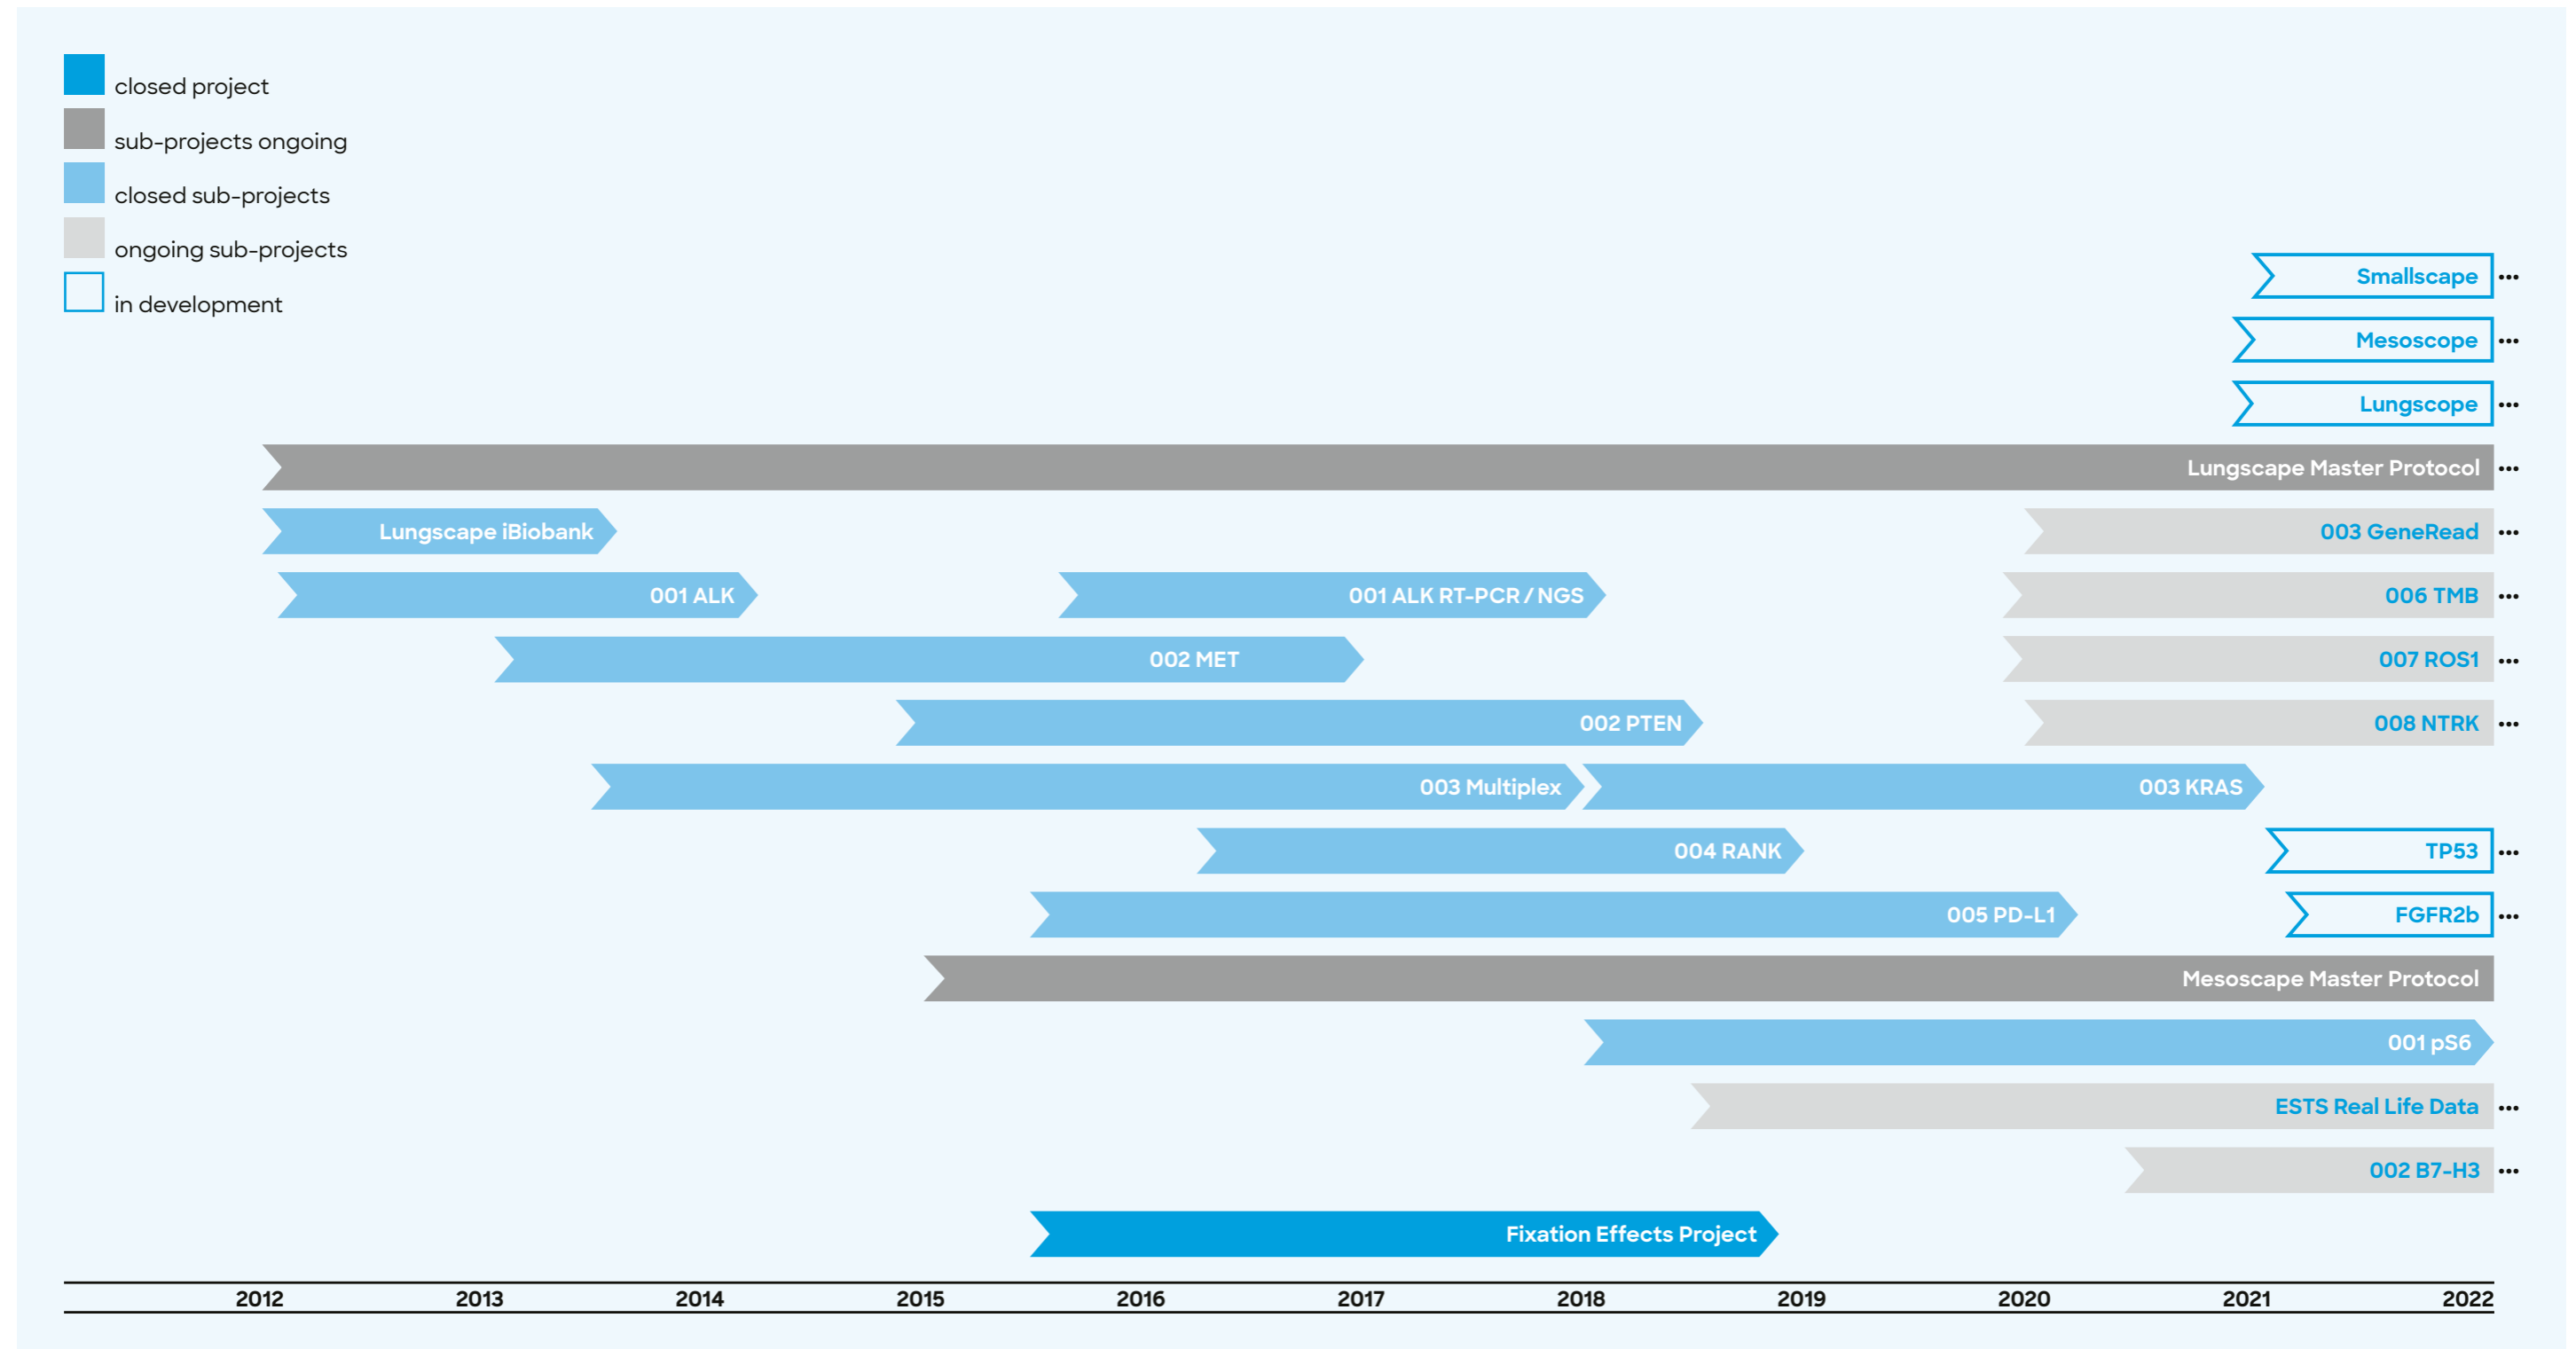 closed project
sub-projects ongoing
closed sub-projects
ongoing sub-projects
in development
Smallscape •••
Mesoscope •••
Lungscope •••
Lungscape Master Protocol •••
Lungscape iBiobank
003 GeneRead •••
001 ALK
001 ALK RT-PCR / NGS
006 TMB •••
002 MET
007 ROS1 •••
002 PTEN
008 NTRK •••
003 Multiplex
003 KRAS
004 RANK
TP53 •••
005 PD-L1
FGFR2b •••
Mesoscape Master Protocol
001 pS6
ESTS Real Life Data •••
002 B7-H3 •••
Fixation Effects Project
2012 2013 2014 2015 2016 2017 2018 2019 2020 2021 2022